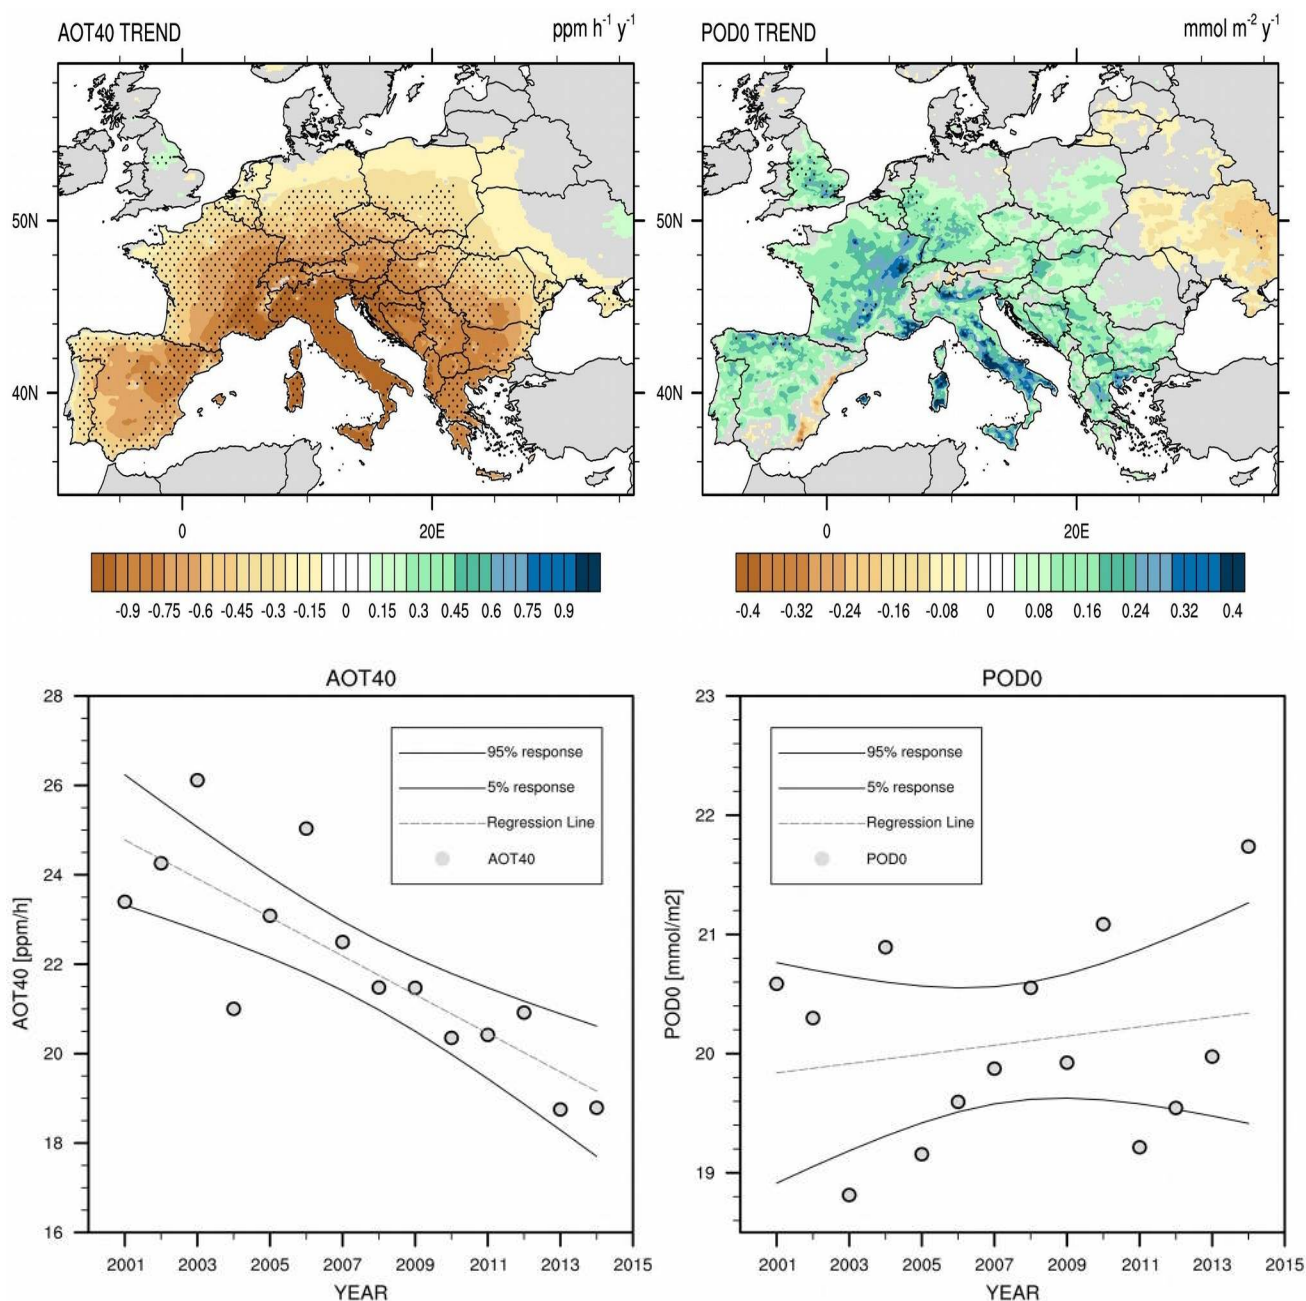 AOT40 TREND ppm h-1 y-1
POD0 TREND mmol m-2 y-1
50N
40N
0 20E
-0.9 -0.75 -0.6 -0.45 -0.3 -0.15 0 0.15 0.3 0.45 0.6 0.75 0.9
50N
40N
0 20E
-0.4 -0.32 -0.24 -0.16 -0.08 0 0.08 0.16 0.24 0.32 0.4
AOT40
28
26
24
22
20
18
16
AOT40 [ppm/h]
95% response
5% response
Regression Line
AOT40
2001 2003 2005 2007 2009 2011 2013 2015
YEAR
POD0
23
22
21
20
19
POD0 [mmol/m2]
95% response
5% response
Regression Line
POD0
2001 2003 2005 2007 2009 2011 2013 2015
YEAR